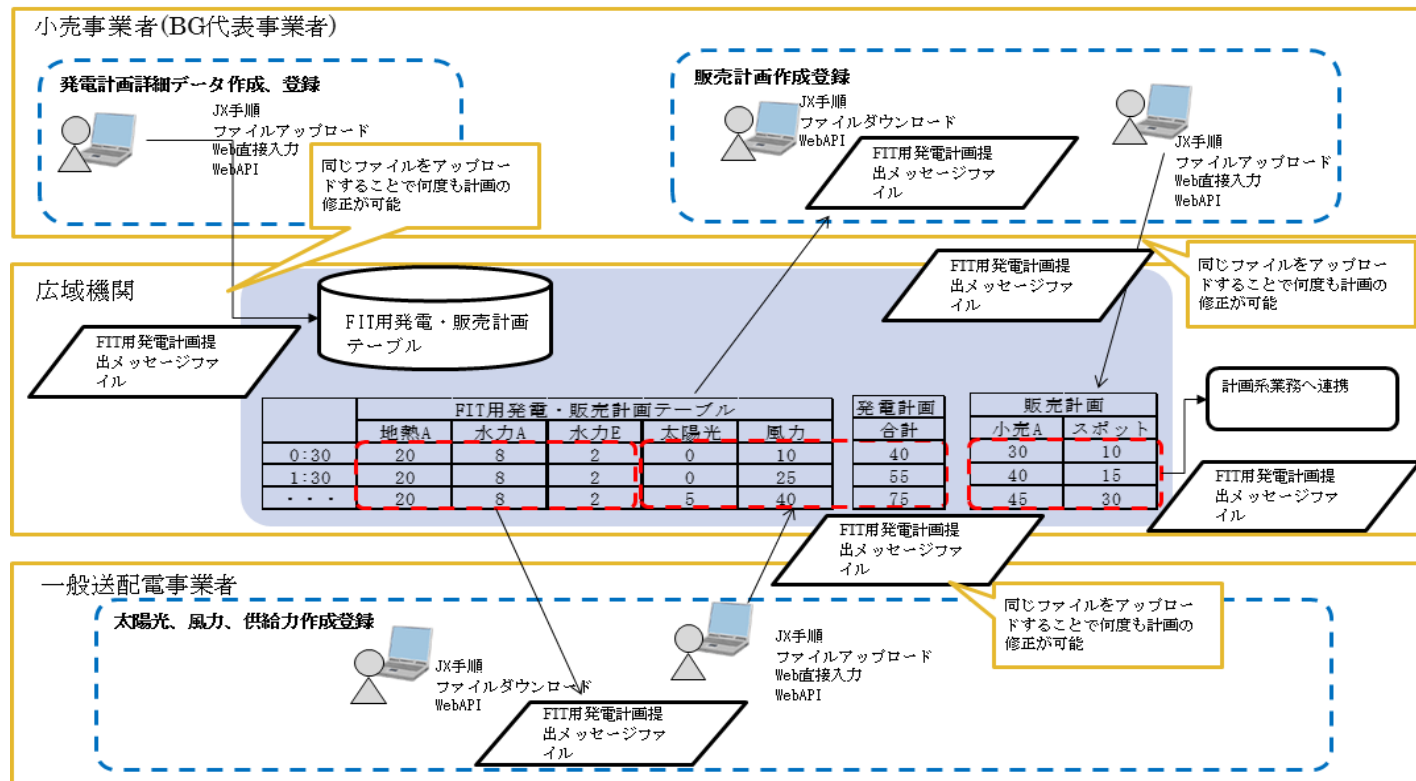 小売事業者(BG代表事業者)
発電計画詳細データ作成、登録
JX手順
ファイルアップロード
Web直接入力
WebAPI
同じファイルをアップロー
ドすることで何度も計画の
修正が可能
販売計画作成登録
JX手順
ファイルダウンロード
WebAPI
FIT用発電計画提
出メッセージファ
イル
JX手順
ファイルアップロード
Web直接入力
WebAPI
FIT用発電計画提
出メッセージファ
イル
同じファイルをアップロー
ドすることで何度も計画の
修正が可能
広域機関
FIT用発電計画提
出メッセージファ
イル
FIT用発電・販売計画
テーブル
FIT用発電・販売計画テーブル 発電計画 販売計画
地熱A 水力A 水力E 太陽光 風力 合計 小売A スポット
0:30 20 8 2 0 10 40 30 10
1:30 20 8 2 0 25 55 40 15
・・・ 20 8 2 5 40 75 45 30
計画系業務へ連携
FIT用発電計画提
出メッセージファ
イル
FIT用発電計画提
出メッセージファ
イル
一般送配電事業者
太陽光、風力、供給力作成登録
JX手順
ファイルダウンロード
WebAPI
FIT用発電計画提
出メッセージファ
イル
JX手順
ファイルアップロード
Web直接入力
WebAPI
同じファイルをアップロー
ドすることで何度も計画の
修正が可能